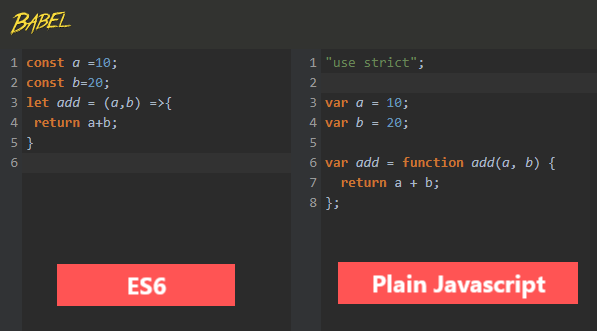 BABEL
1 const a =10;
2 const b=20;
3 let add = (a,b) =>{
4 return a+b;
5 }
6
ES6
1 "use strict";
2
3 var a = 10;
4 var b = 20;
5
6 var add = function add(a, b) {
7 return a + b;
8 };
Plain Javascript